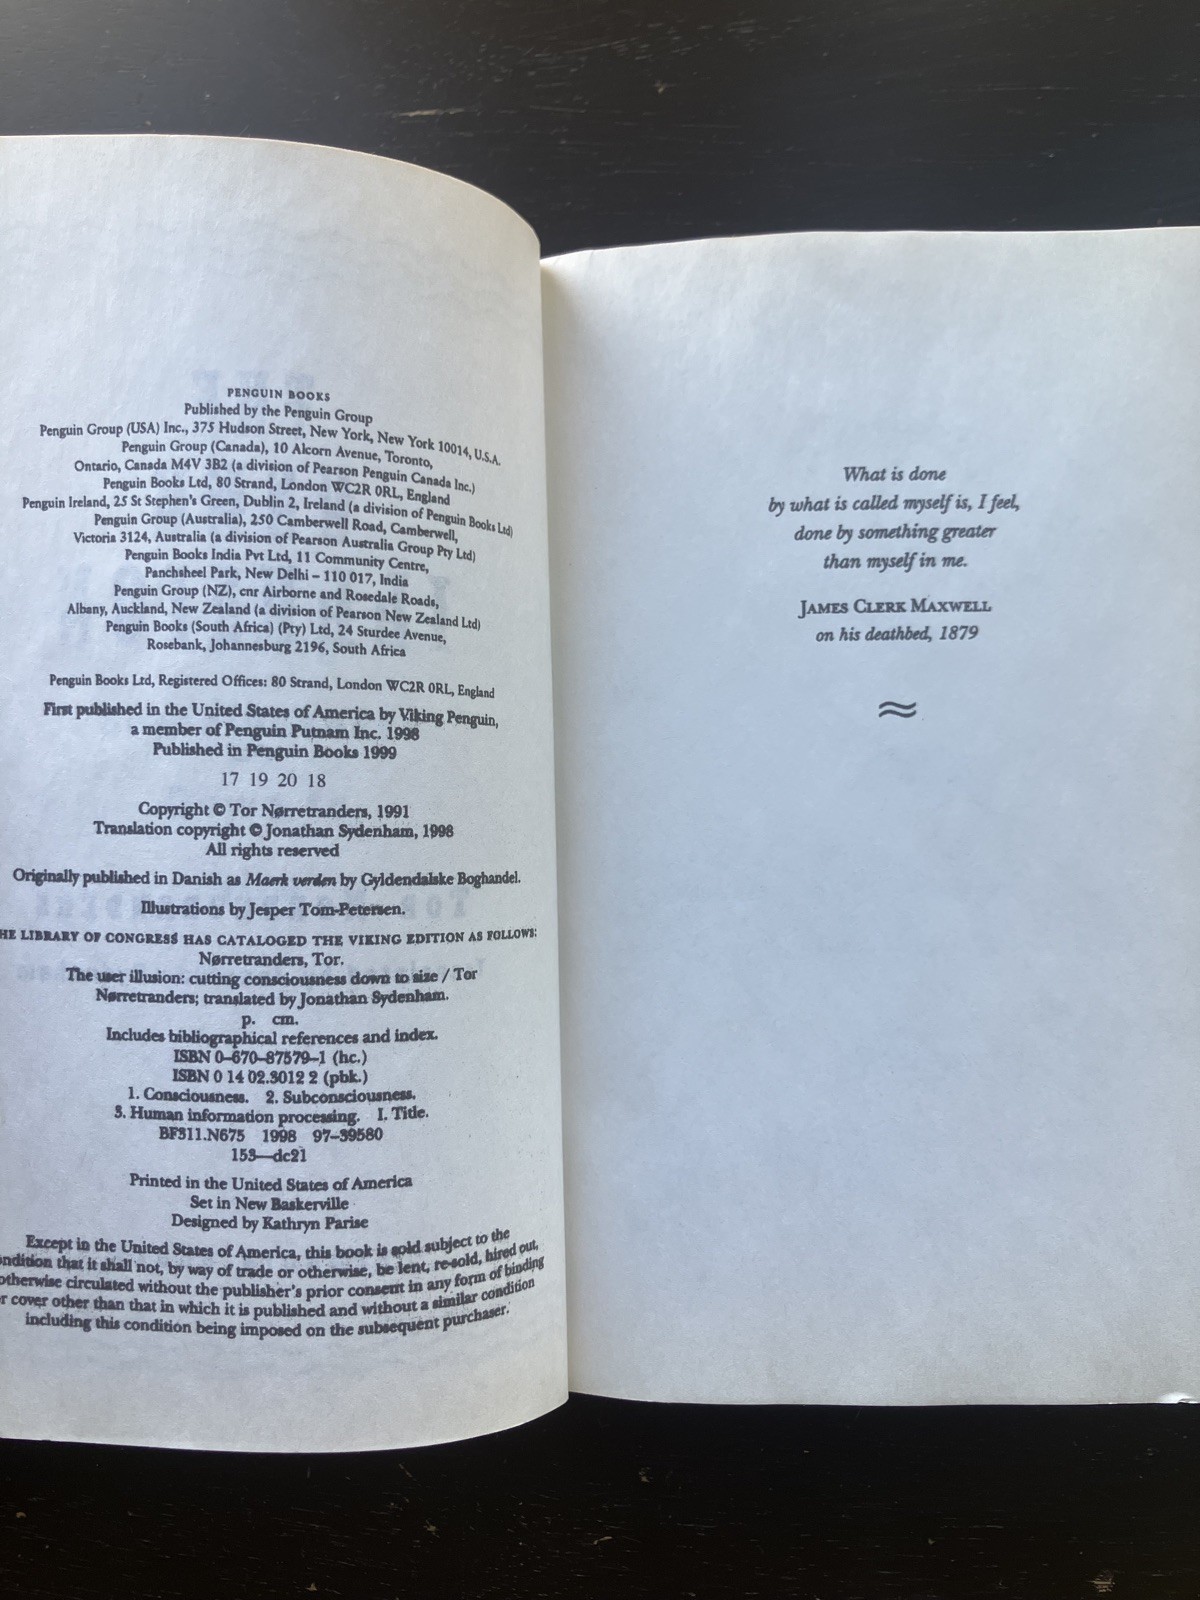 PENGUIN BOOKS
Published by the Penguin Group
Penguin Group (USA) Inc., 375 Hudson Street, New York, New York 10014, U.S.A.
Penguin Group (Canada), 10 Alcorn Avenue, Toronto,
Ontario, Canada M4V 3B2 (a division of Pearson Penguin Canada Inc.)
Penguin Books Ltd, 80 Strand, London WC2R 0RL, England
Penguin Ireland, 25 St Stephen's Green, Dublin 2, Ireland (a division of Penguin Books Ltd)
Penguin Group (Australia), 250 Camberwell Road, Camberwell,
Victoria 3124, Australia (a division of Pearson Australia Group Pty Ltd)
Penguin Books India Pvt Ltd, 11 Community Centre,
Panchsheel Park, New Delhi – 110 017, India
Penguin Group (NZ), cnr Airborne and Rosedale Roads,
Albany, Auckland, New Zealand (a division of Pearson New Zealand Ltd)
Penguin Books (South Africa) (Pty) Ltd, 24 Sturdee Avenue,
Rosebank, Johannesburg 2196, South Africa
Penguin Books Ltd, Registered Offices: 80 Strand, London WC2R 0RL, England
First published in the United States of America by Viking Penguin,
a member of Penguin Putnam Inc. 1998
Published in Penguin Books 1999
17 19 20 18
Copyright © Tor Nørretranders, 1991
Translation copyright © Jonathan Sydenham, 1998
All rights reserved
Originally published in Danish as Maerk verden by Gyldendalske Boghandel.
Illustrations by Jesper Tom-Petersen.
HE LIBRARY OF CONGRESS HAS CATALOGED THE VIKING EDITION AS FOLLOWS:
Nørretranders, Tor.
The user illusion: cutting consciousness down to size / Tor
Nørretranders; translated by Jonathan Sydenham.
p. cm.
Includes bibliographical references and index.
ISBN 0–670–87579–1 (hc.)
ISBN 0 14 02.3012 2 (pbk.)
1. Consciousness. 2. Subconsciousness.
3. Human information processing. I. Title.
BF311.N675 1998 97–39580
153—dc21
Printed in the United States of America
Set in New Baskerville
Designed by Kathryn Parise
Except in the United States of America, this book is sold subject to the
ondition that it shall not, by way of trade or otherwise, be lent, re-sold, hired out,
otherwise circulated without the publisher's prior consent in any form of binding
r cover other than that in which it is published and without a similar condition
including this condition being imposed on the subsequent purchaser.
What is done
by what is called myself is, I feel,
done by something greater
than myself in me.
JAMES CLERK MAXWELL
on his deathbed, 1879